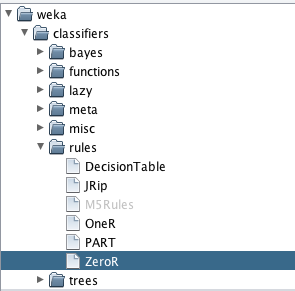 weka
classifiers
bayes
functions
lazy
meta
misc
rules
DecisionTable
JRip
M5Rules
OneR
PART
ZeroR
trees